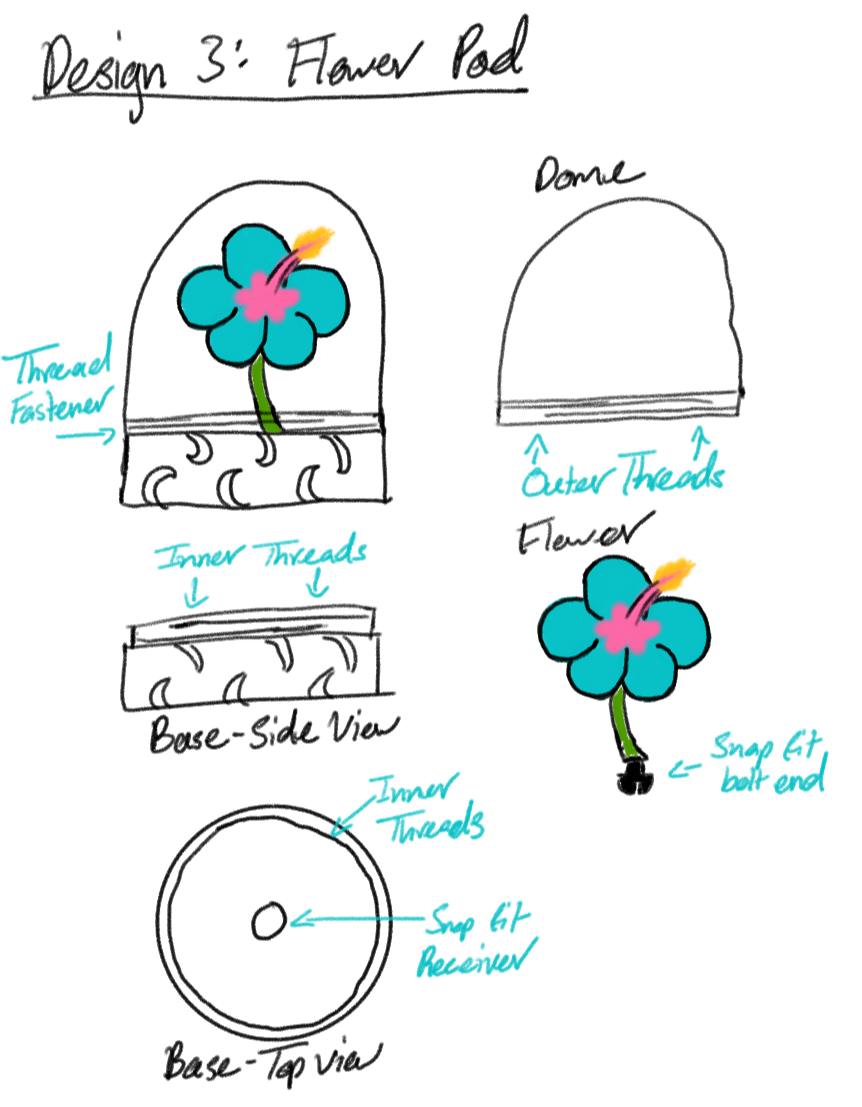 Design 3: Flower Pod
Dome
Thread
Fastener
Outer Threads
Flower
Inner Threads
Base-Side View
Snap fit
bolt end
Inner
Threads
Snap fit
Receiver
Base-Top view